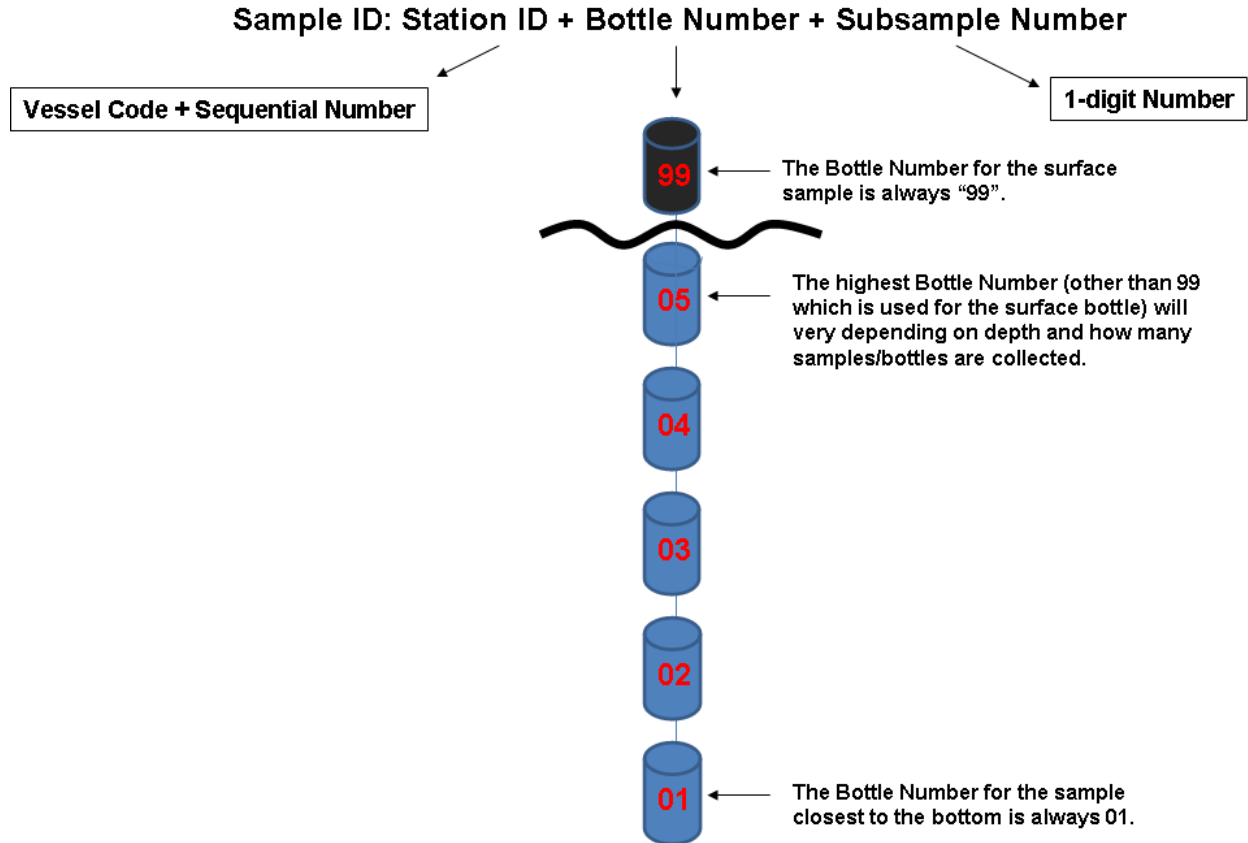 Sample ID: Station ID + Bottle Number + Subsample Number
Vessel Code + Sequential Number
1-digit Number
99
The Bottle Number for the surface
sample is always “99”.
05
The highest Bottle Number (other than 99
which is used for the surface bottle) will
very depending on depth and how many
samples/bottles are collected.
04
03
02
01
The Bottle Number for the sample
closest to the bottom is always 01.